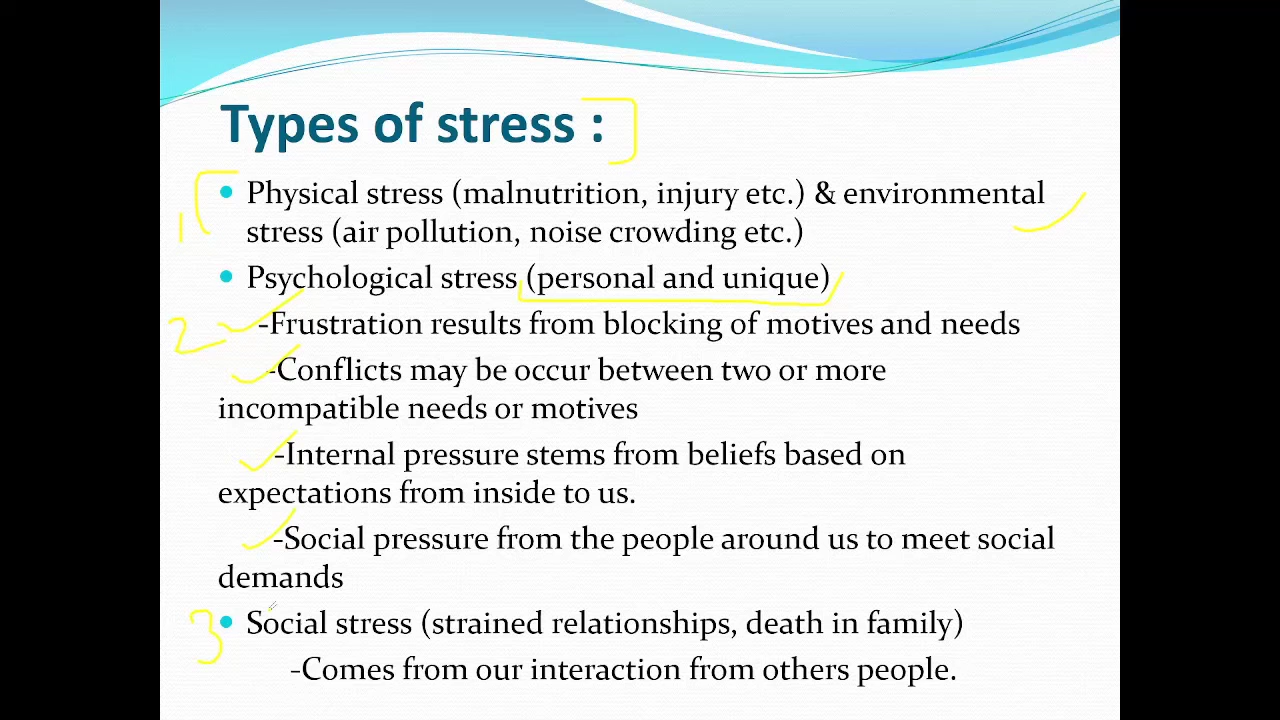 Types of stress :
• Physical stress (malnutrition, injury etc.) & environmental
1 stress (air pollution, noise crowding etc.)
• Psychological stress (personal and unique)
2 -Frustration results from blocking of motives and needs
-Conflicts may be occur between two or more
incompatible needs or motives
-Internal pressure stems from beliefs based on
expectations from inside to us.
-Social pressure from the people around us to meet social
demands
3 • Social stress (strained relationships, death in family)
-Comes from our interaction from others people.